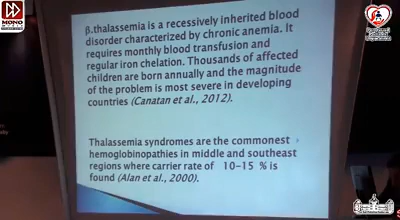 MONO
β.thalassemia is a recessively inherited blood
disorder characterized by chronic anemia. It
requires monthly blood transfusion and
regular iron chelation. Thousands of affected
children are born annually and the magnitude
of the problem is most severe in developing
countries (Canatan et al., 2012).
Thalassemia syndromes are the commonest
hemoglobinopathies in middle and southeast
regions where carrier rate of 10-15 % is
found (Alan et al., 2000).